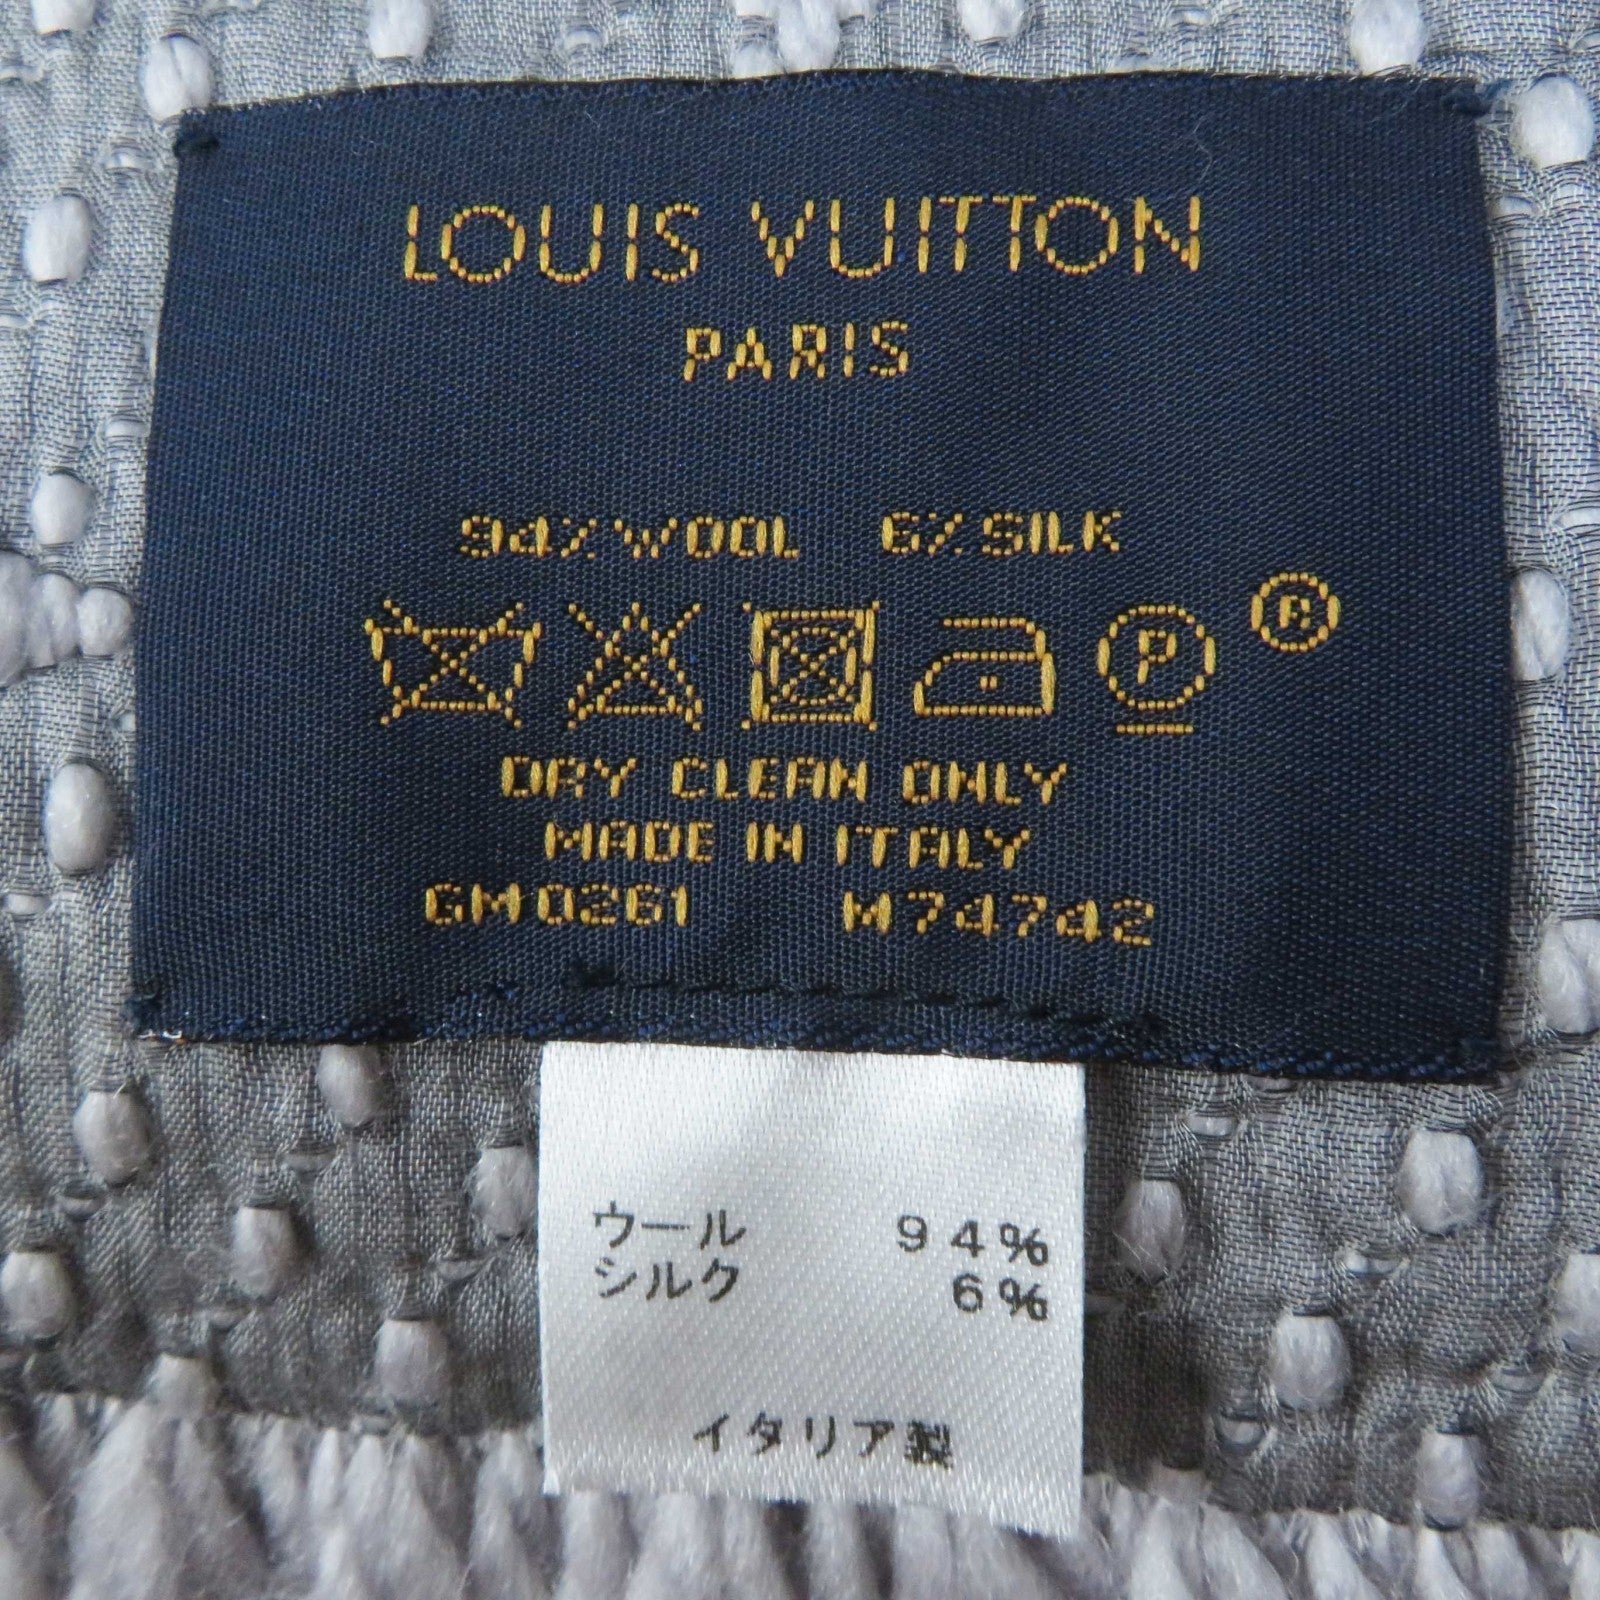 LOUIS VUITTON
PARIS
94% WOOL 6% SILK
P ®
DRY CLEAN ONLY
MADE IN ITALY
GM0261 M74742
ウール 94%
シルク 6%
イタリア製